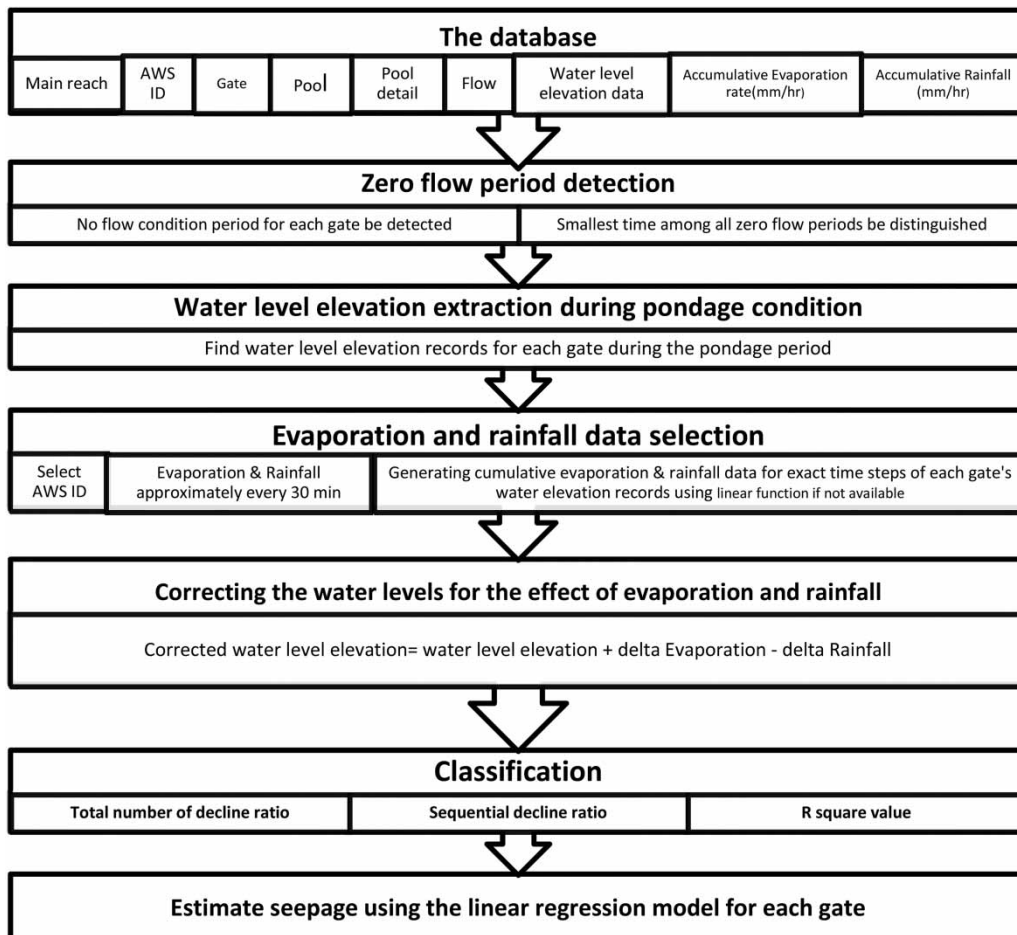 The database
Main reach
AWS
ID
Gate
Pool
Pool
detail
Flow
Water level
elevation data
Accumulative Evaporation
rate(mm/hr)
Accumulative Rainfall
(mm/hr)
Zero flow period detection
No flow condition period for each gate be detected
Smallest time among all zero flow periods be distinguished
Water level elevation extraction during pondage condition
Find water level elevation records for each gate during the pondage period
Evaporation and rainfall data selection
Select
AWS ID
Evaporation & Rainfall
approximately every 30 min
Generating cumulative evaporation & rainfall data for exact time steps of each gate's
water elevation records using linear function if not available
Correcting the water levels for the effect of evaporation and rainfall
Corrected water level elevation= water level elevation + delta Evaporation - delta Rainfall
Classification
Total number of decline ratio
Sequential decline ratio
R square value
Estimate seepage using the linear regression model for each gate